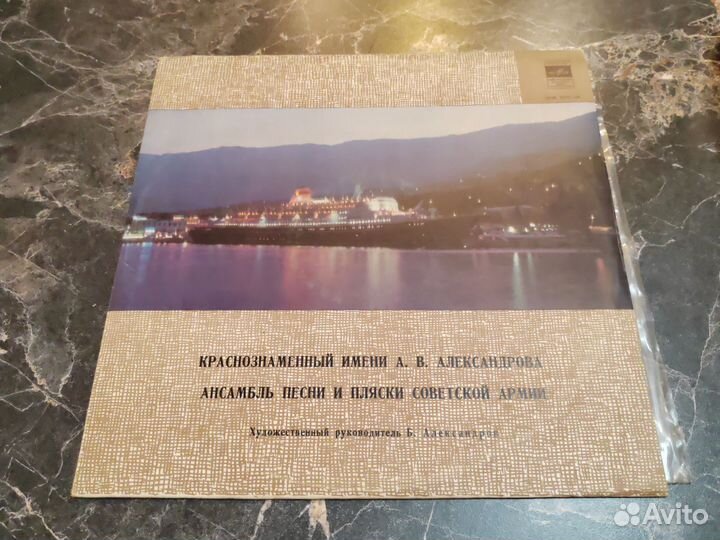 КРАСНОЗНАМЕННЫЙ ИМЕНИ А. В. АЛЕКСАНДРОВА
АНСАМБЛЬ ПЕСНИ И ПЛЯСКИ СОВЕТСКОЙ АРМИИ
Художественный руководитель Б. Александров
Avito